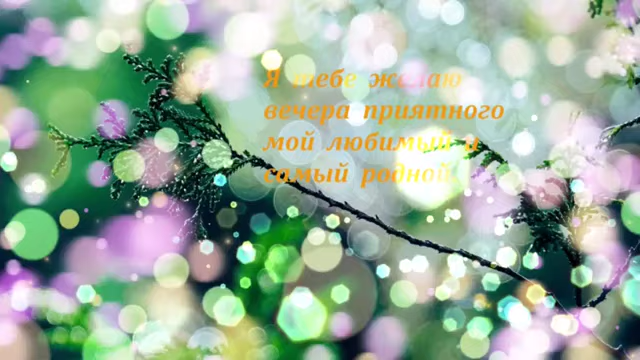 Я тебе желаю
вечера приятного
мой любимый и
самый родной